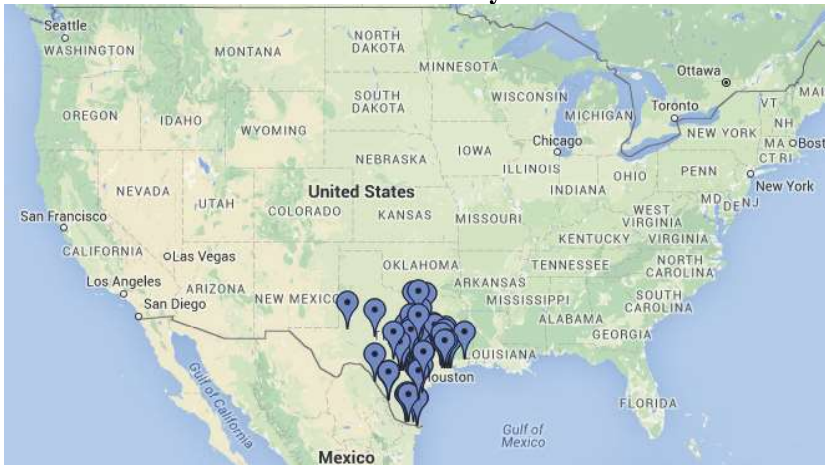 Seattle
WASHINGTON
MONTANA
NORTH
DAKOTA
MINNESOTA
Ottawa
OREGON
IDAHO
WYOMING
SOUTH
DAKOTA
WISCONSIN
MICHIGAN
Toronto
VT
MAI
NH
NEW YORK
MA
Bost
CT RI
NEBRASKA
IOWA
Chicago
ILLINOIS
INDIANA
OHIO
PENN
New York
NEVADA
UTAH
COLORADO
United States
KANSAS
MISSOURI
WEST
VIRGINIA
MD
DE
NJ
San Francisco
CALIFORNIA
Las Vegas
KENTUCKY
VIRGINIA
Los Angeles
ARIZONA
NEW MEXICO
OKLAHOMA
ARKANSAS
TENNESSEE
NORTH
CAROLINA
San Diego
MISSISSIPPI
ALABAMA
SOUTH
CAROLINA
GEORGIA
LOUISIANA
Houston
Gulf of California
FLORIDA
Gulf of
Mexico
Mexico